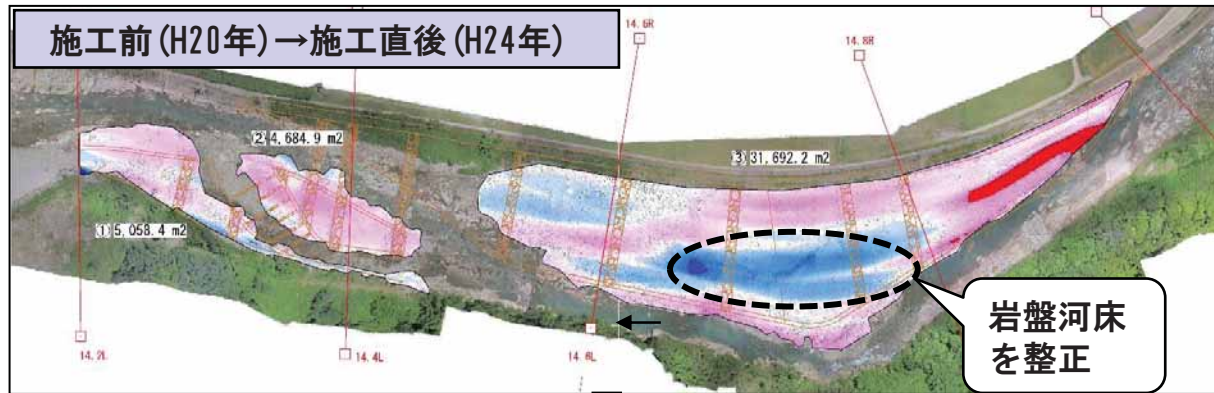 施工前(H20年)→施工直後(H24年)
14.6R
14.8R
(2)4,684.9 m2
(3)31,692.2 m2
(1)5,058.4 m2
岩盤河床
を整正
14.2L
14.4L
14.6L